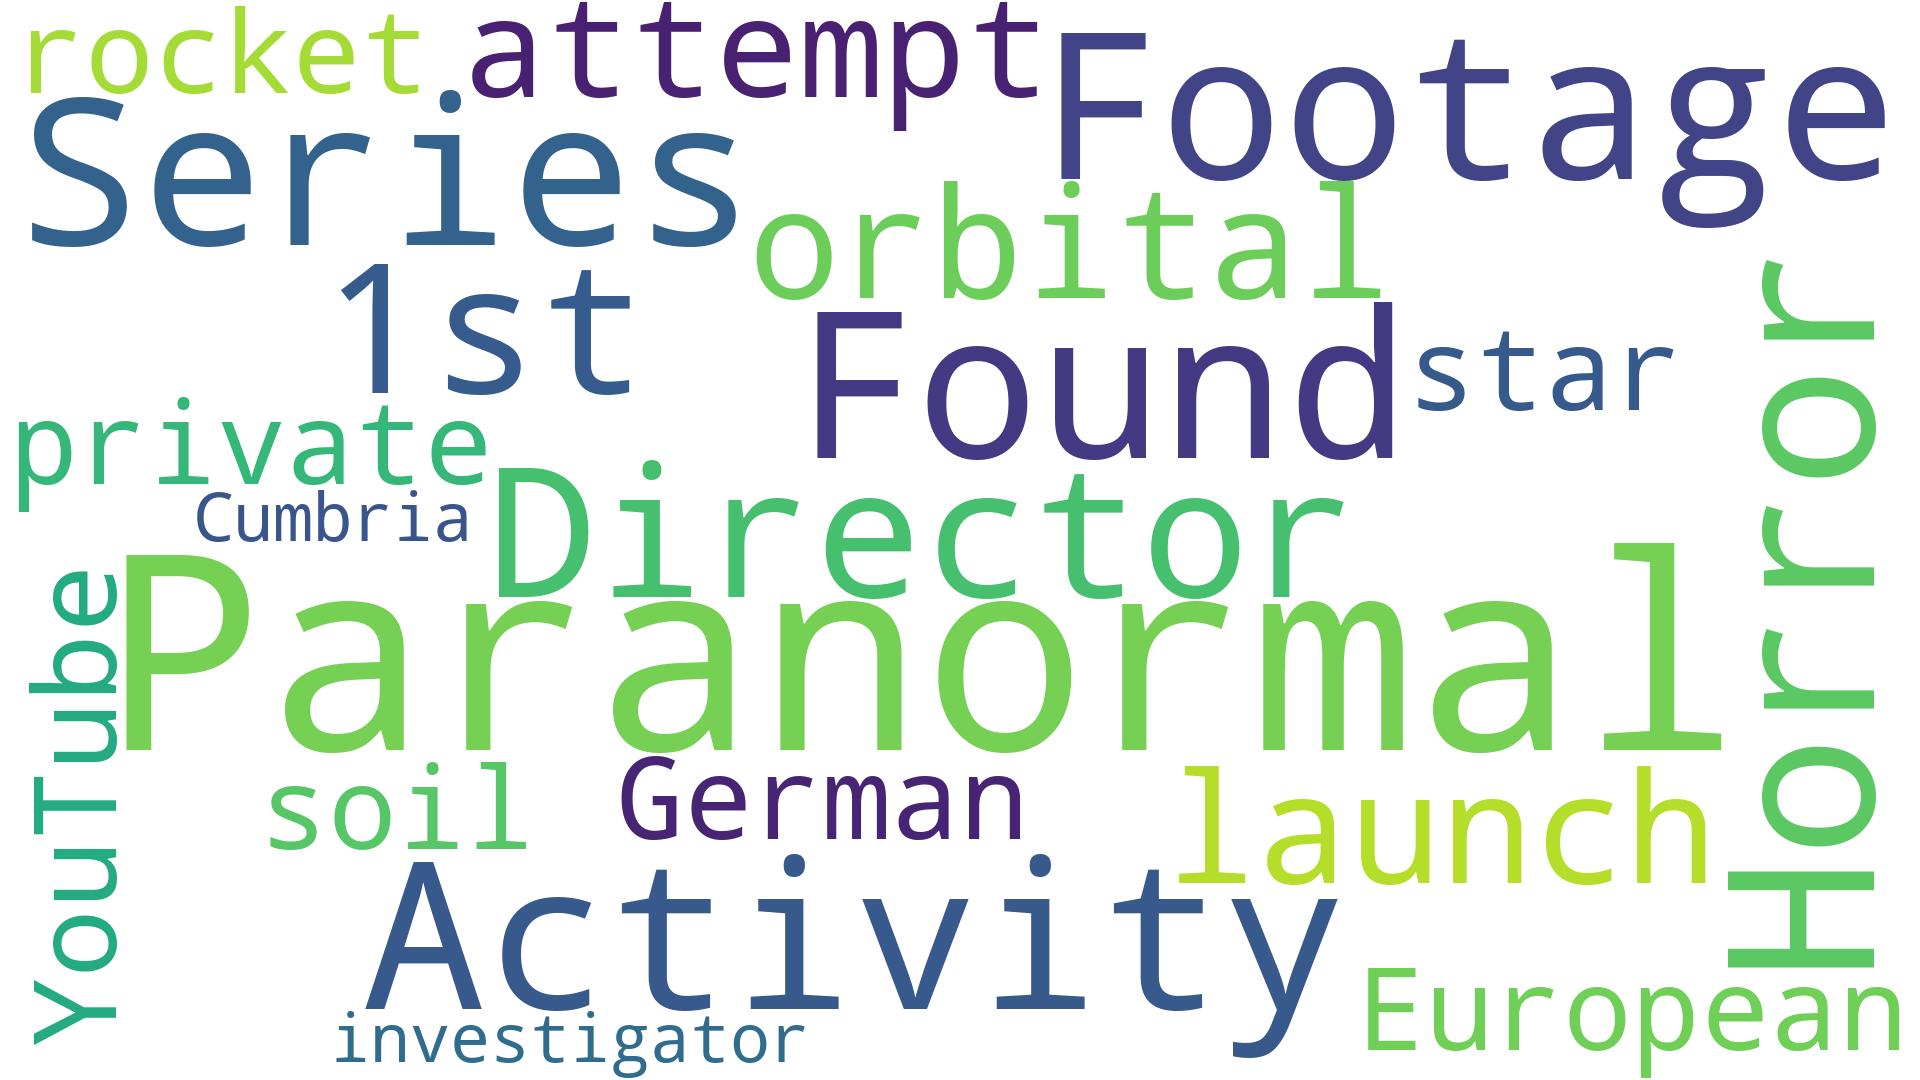 rocket
attempt
Footage
Series
orbital
1st
Found
star
Horror
private
Director
Cumbria
Paranormal
YouTube
soil
German
launch
Activity
European
investigator